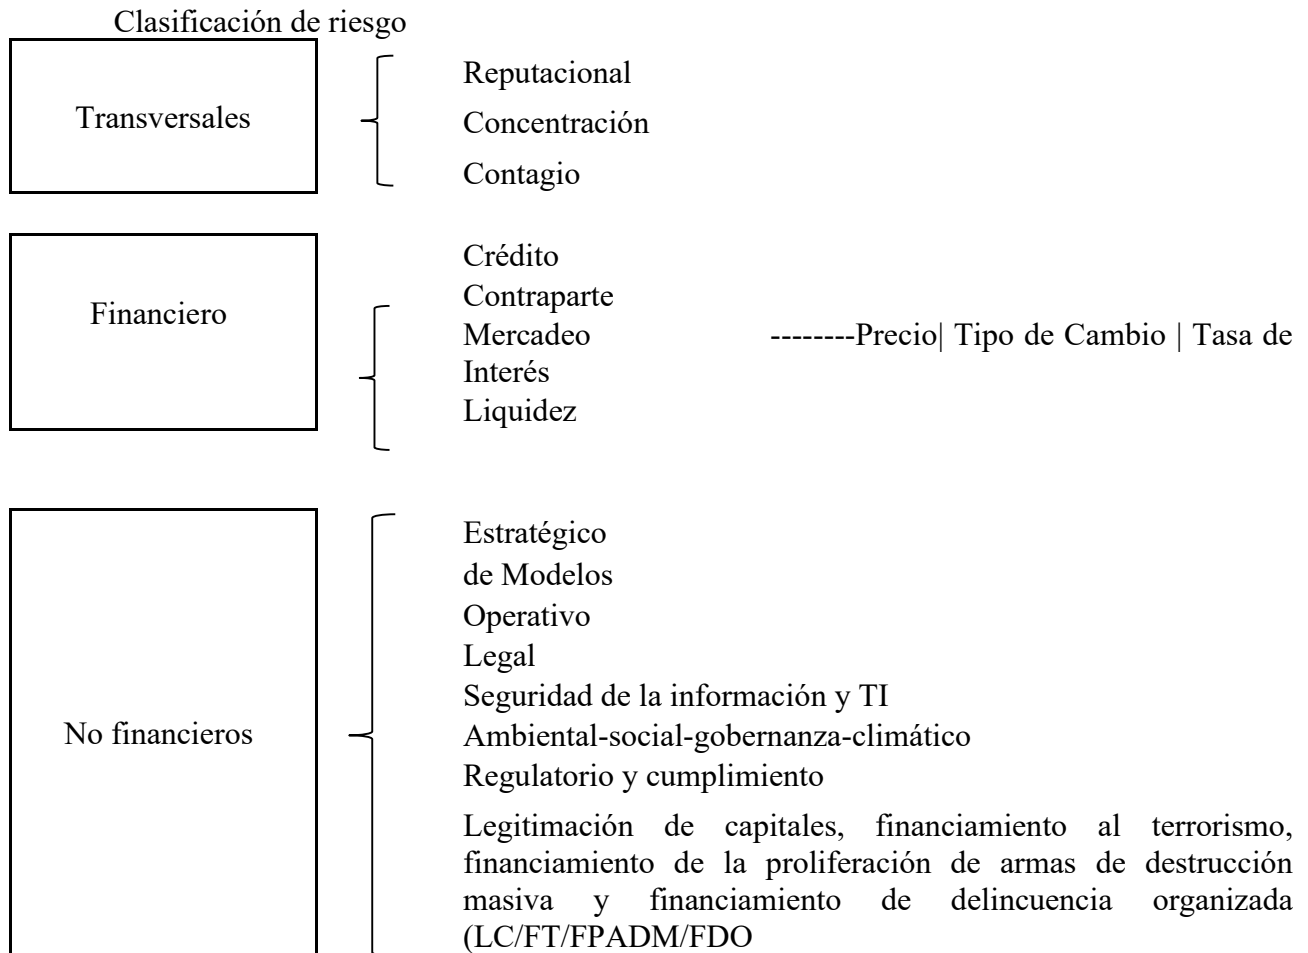 Clasificación de riesgo
Transversales
Reputacional
Concentración
Contagio
Financiero
Crédito
Contraparte
Mercadeo --------Precio| Tipo de Cambio | Tasa de
Interés
Liquidez
No financieros
Estratégico
de Modelos
Operativo
Legal
Seguridad de la información y TI
Ambiental-social-gobernanza-climático
Regulatorio y cumplimiento
Legitimación de capitales, financiamiento al terrorismo,
financiamiento de la proliferación de armas de destrucción
masiva y financiamiento de delincuencia organizada
(LC/FT/FPADM/FDO